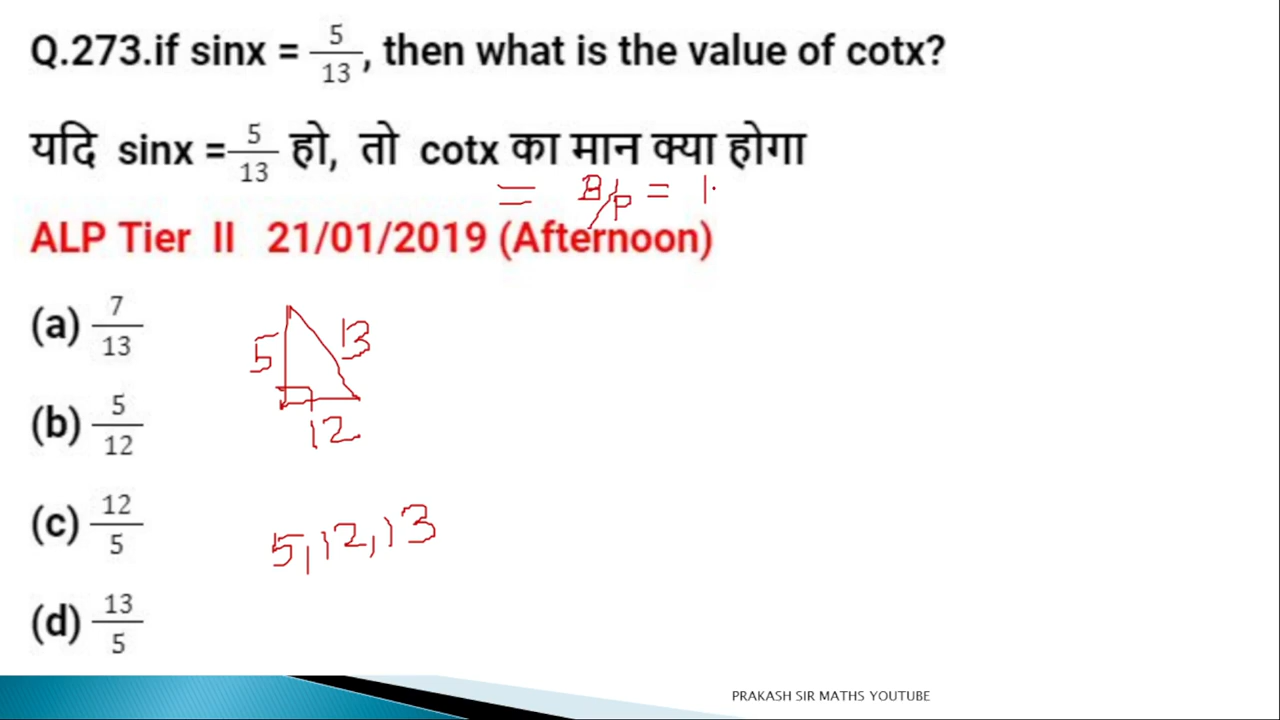 Q.273.if sinx = 5/13, then what is the value of cotx?
यदि sinx = 5/13 हो, तो cotx का मान क्या होगा
= B/P = 1
ALP Tier II 21/01/2019 (Afternoon)
(a) 7/13
5
13
(b) 5/12
12
(c) 12/5
5,12,13
(d) 13/5
PRAKASH SIR MATHS YOUTUBE